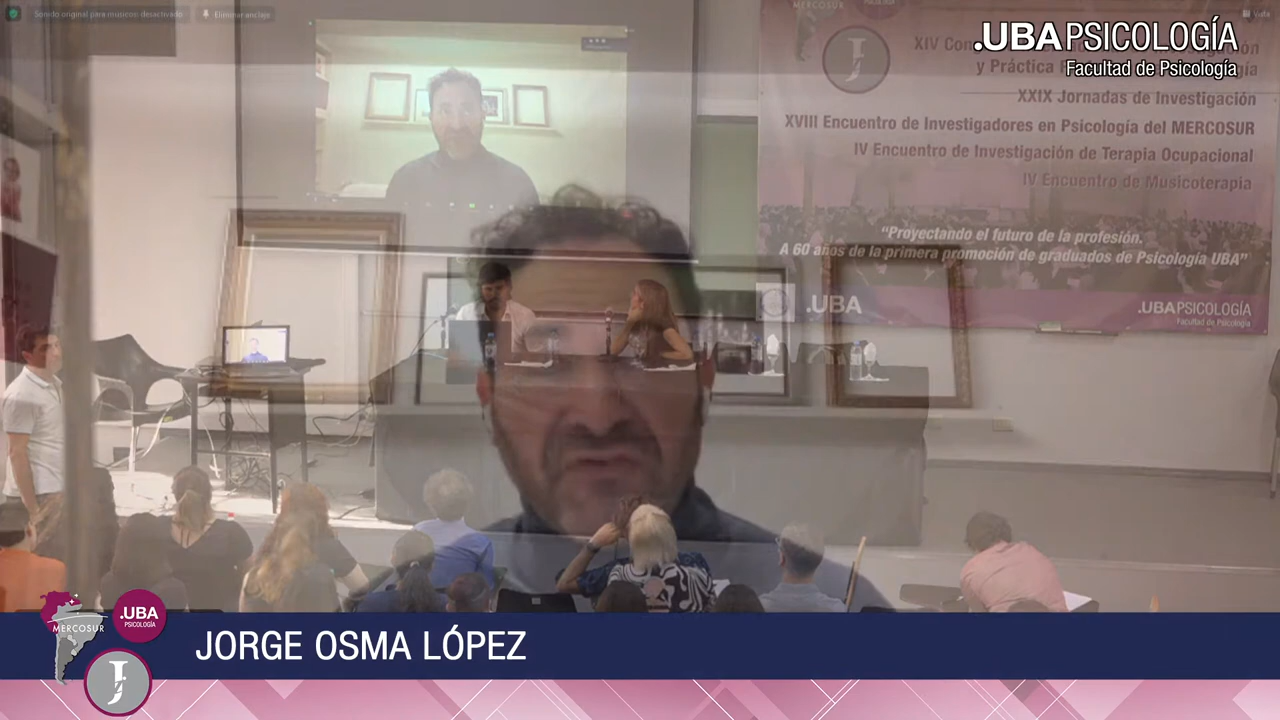 Sonido original para músicos: desactivado
Eliminar anclaje
Vista
MERCOSUR
.UBAPSICOLOGÍA
Facultad de Psicología
XIV Con
y Práctica P
XXIX Jornadas de Investigación
XVIII Encuentro de Investigadores en Psicología del MERCOSUR
IV Encuentro de Investigación de Terapia Ocupacional
IV Encuentro de Musicoterapia
“Proyectando el futuro de la profesión.
A 60 años de la primera promoción de graduados de Psicología UBA”
.UBA
.UBAPSICOLOGÍA
Facultad de Psicología
MERCOSUR
.UBA
PSICOLOGÍA
J
JORGE OSMA LÓPEZ